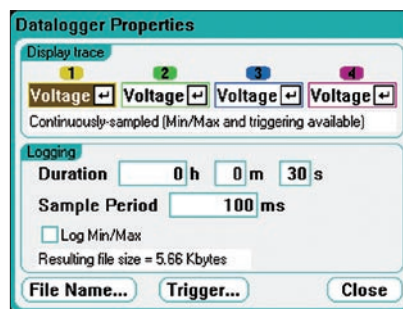 Datalogger Properties
Display trace
1 2 3 4
Voltage Voltage Voltage Voltage
Continuously-sampled (Min/Max and triggering available)
Logging
Duration 0 h 0 m 30 s
Sample Period 100 ms
Log Min/Max
Resulting file size = 5.66 Kbytes
File Name... Trigger... Close